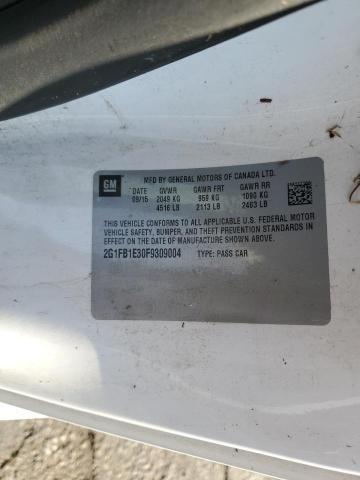 MFD BY GENERAL MOTORS OF CANADA LTD.
GM
DATE GVWR GAWR FRT GAWR RR
09/15 2049 KG 959 KG 1090 KG
4516 LB 2113 LB 2403 LB
THIS VEHICLE CONFORMS TO ALL APPLICABLE U.S. FEDERAL MOTOR
VEHICLE SAFETY, BUMPER, AND THEFT PREVENTION STANDARDS IN
EFFECT ON THE DATE OF MANUFACTURE SHOWN ABOVE.
2G1FB1E30F9309004 TYPE: PASS CAR